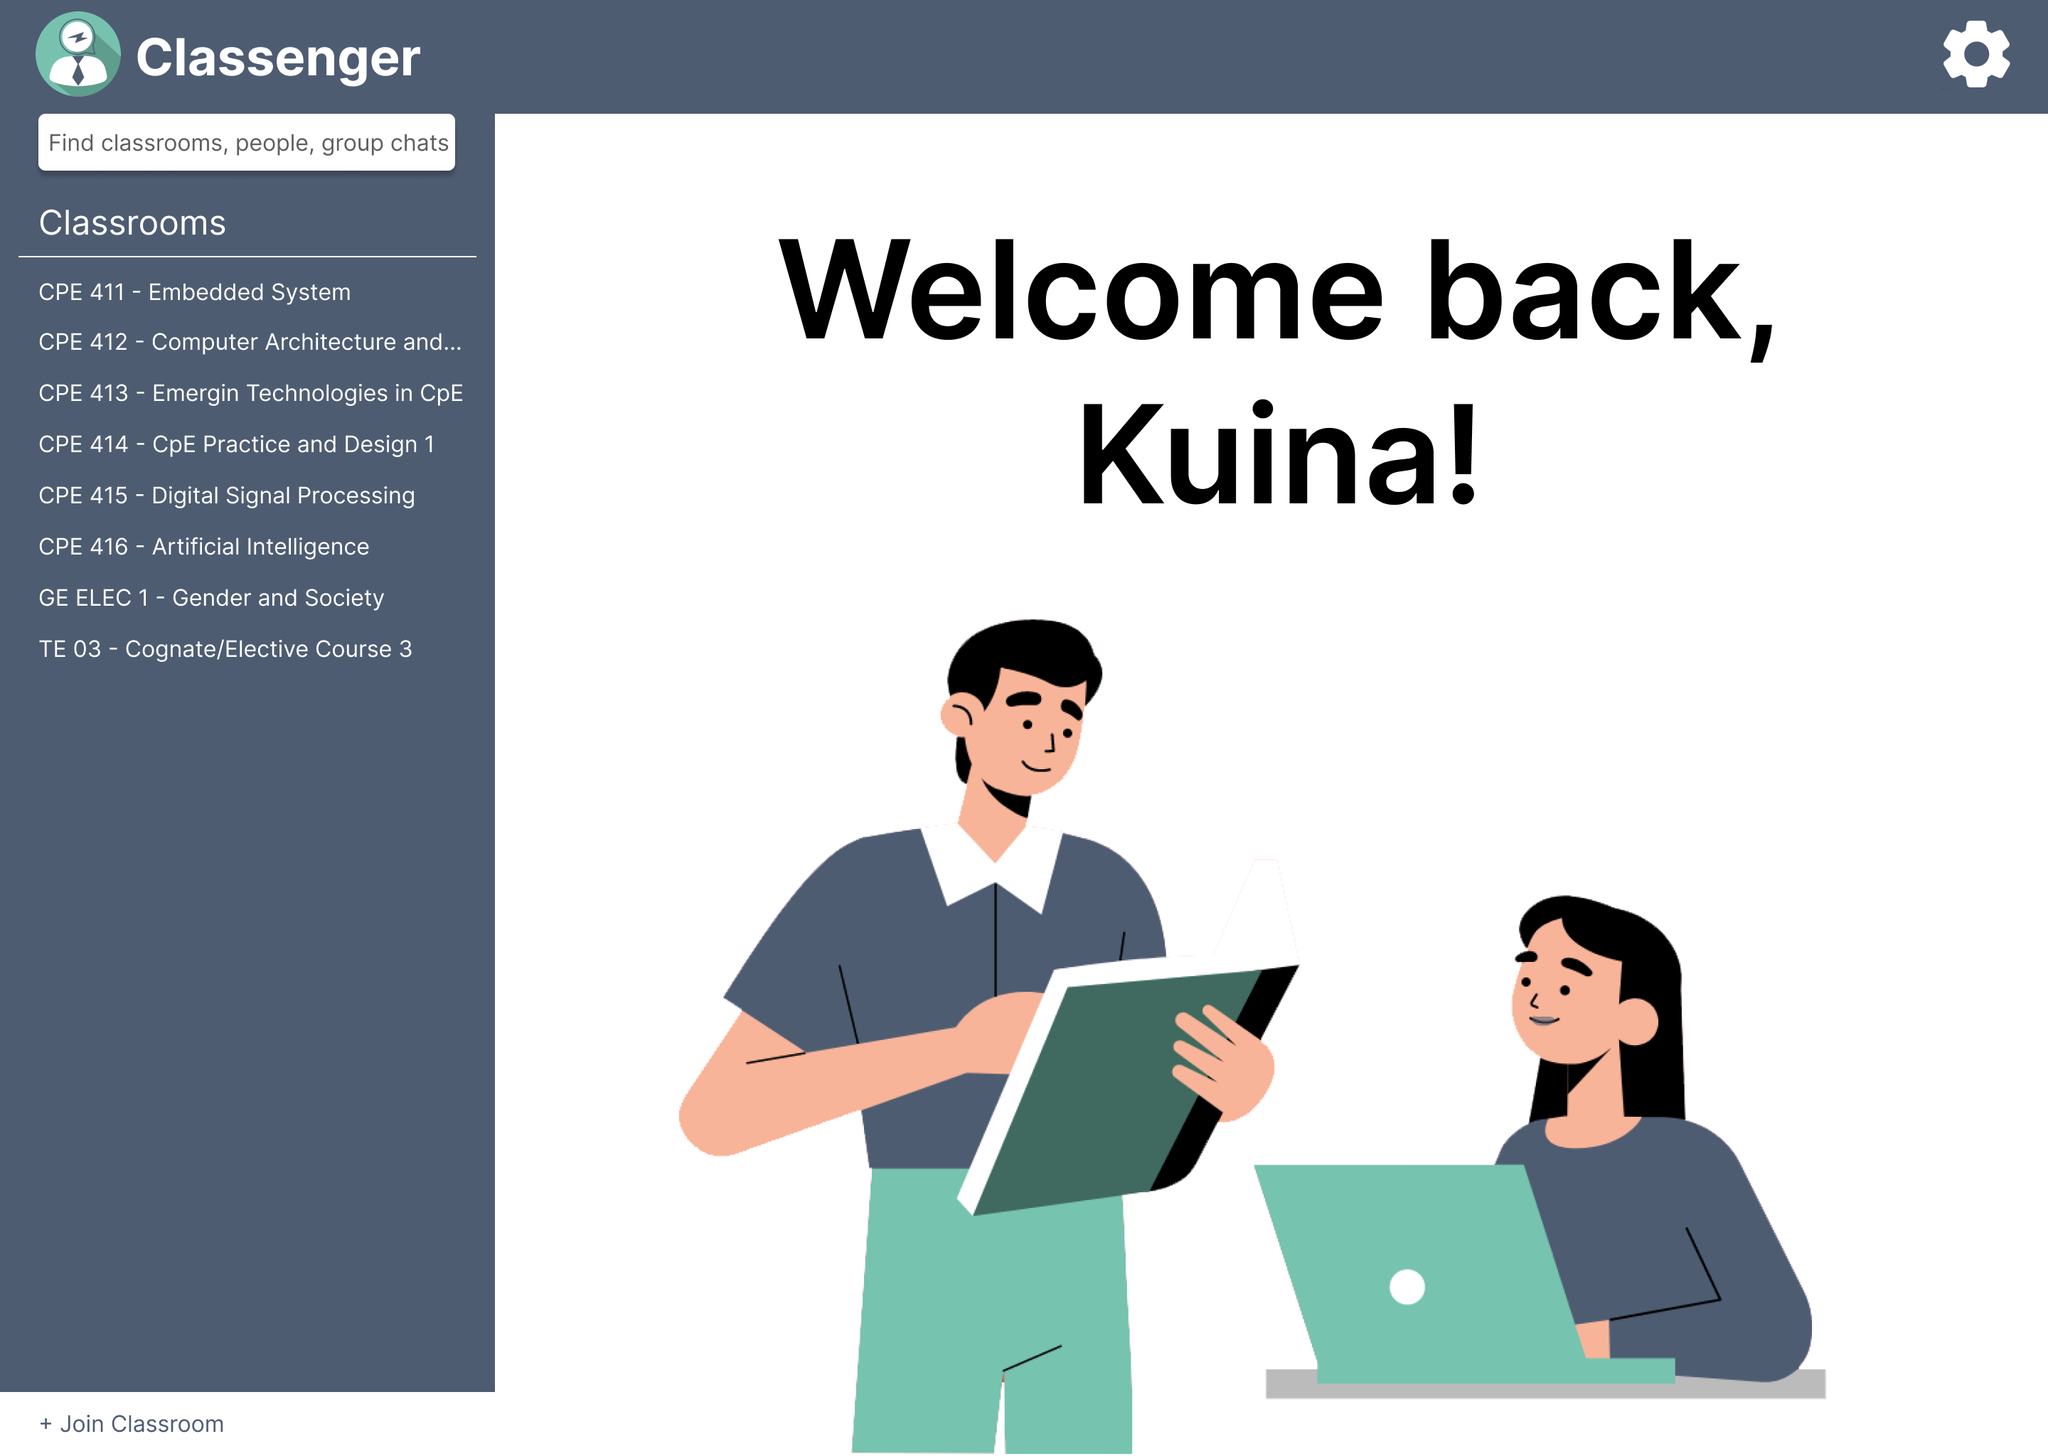 Classenger
Find classrooms, people, group chats
Classrooms
CPE 411 - Embedded System
CPE 412 - Computer Architecture and...
CPE 413 - Emergin Technologies in CpE
CPE 414 - CpE Practice and Design 1
CPE 415 - Digital Signal Processing
CPE 416 - Artificial Intelligence
GE ELEC 1 - Gender and Society
TE 03 - Cognate/Elective Course 3
+ Join Classroom
Welcome back,
Kuina!